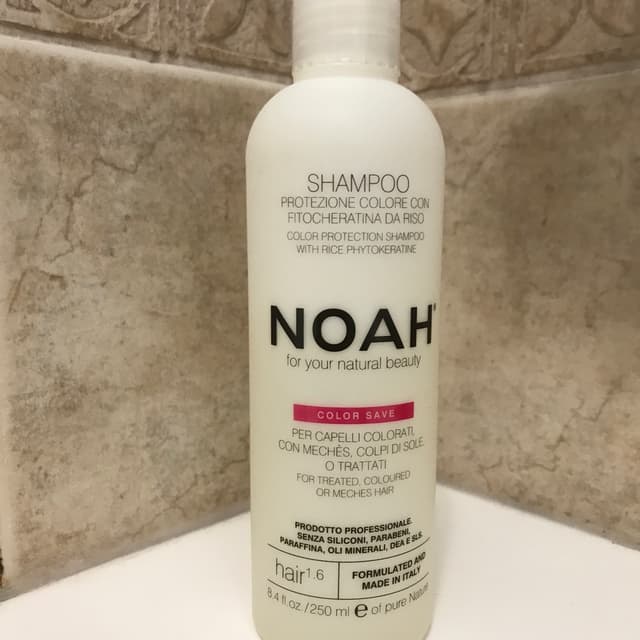 SHAMPOO
PROTEZIONE COLORE CON
FITOCHERATINA DA RISO
COLOR PROTECTION SHAMPOO
WITH RICE PHYTOKERATINE
NOAH
for your natural beauty
COLOR SAVE
PER CAPELLI COLORATI,
CON MECHÈS, COLPI DI SOLE,
O TRATTATI
FOR TREATED, COLOURED
OR MECHES HAIR
PRODOTTO PROFESSIONALE.
SENZA SILICONI, PARABENI,
PARAFFINA, OLI MINERALI, DEA E SLS.
hair1.6
FORMULATED AND
MADE IN ITALY
8.4 fl.oz. / 250 ml ℮ of pure Nature